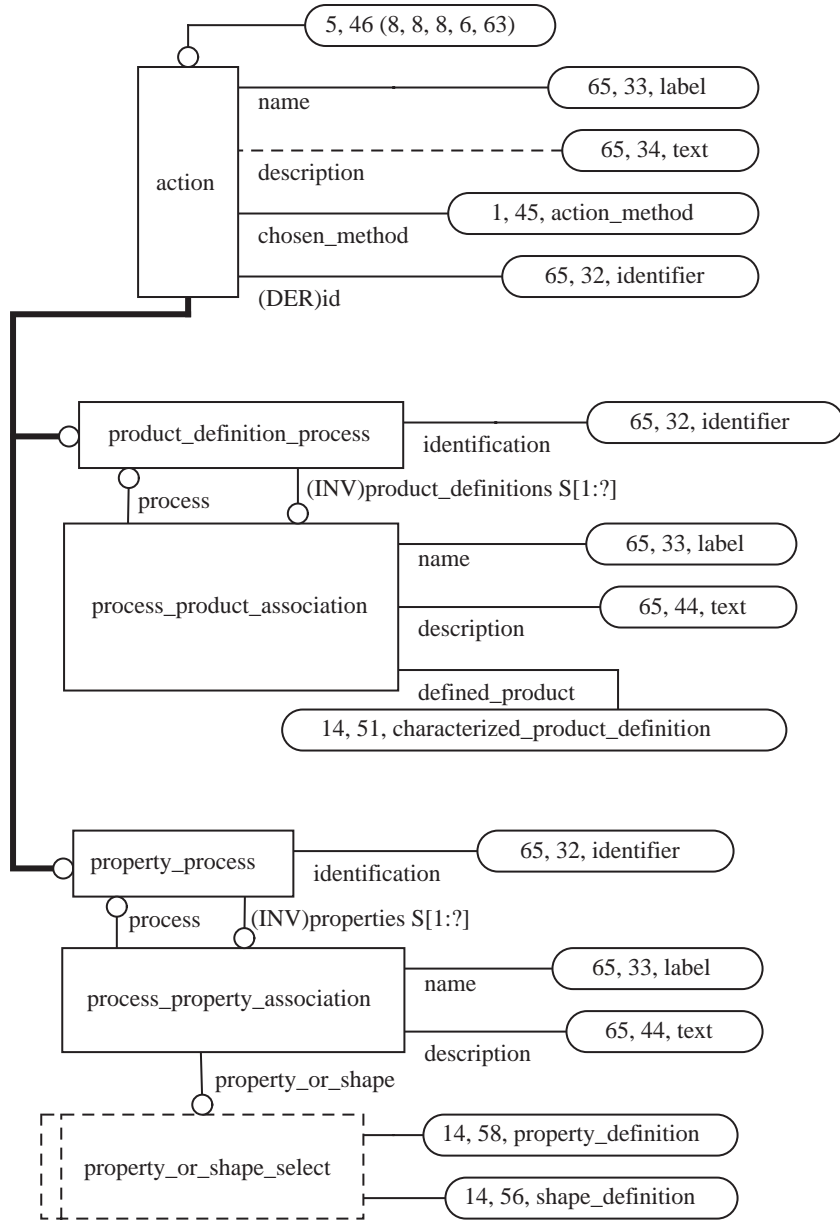 5, 46 (8, 8, 8, 6, 63)
65, 33, label
name
65, 34, text
description
action
1, 45, action_method
chosen_method
65, 32, identifier
(DER)id
product_definition_process
65, 32, identifier
identification
process
(INV)product_definitions S[1:?]
65, 33, label
name
process_product_association
65, 44, text
description
defined_product
14, 51, characterized_product_definition
property_process
65, 32, identifier
identification
process
(INV)properties S[1:?]
65, 33, label
name
process_property_association
65, 44, text
description
property_or_shape
14, 58, property_definition
property_or_shape_select
14, 56, shape_definition